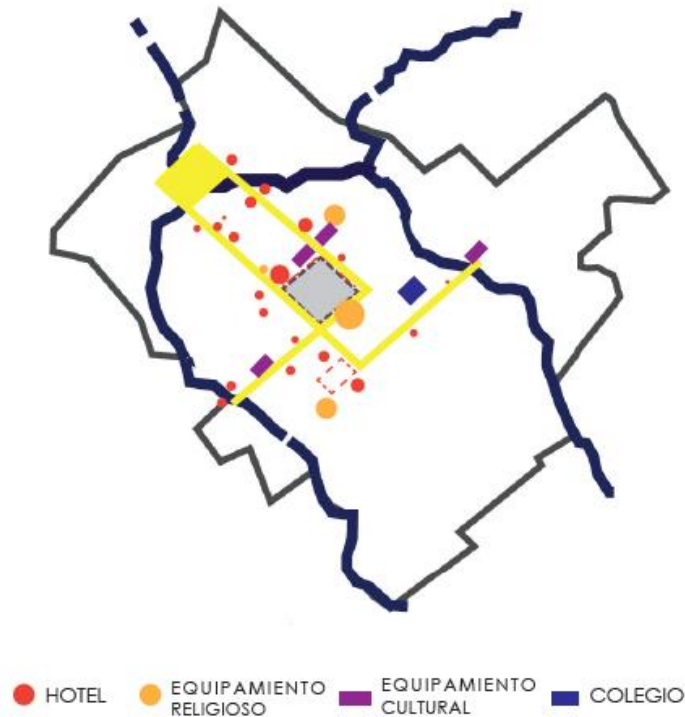 HOTEL
EQUIPAMIENTO
RELIGIOSO
EQUIPAMIENTO
CULTURAL
COLEGIO